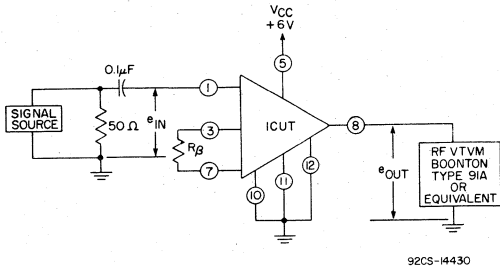 VCC
+6V
0.1μF
5
1
SIGNAL
SOURCE
50 Ω
eIN
3
Rβ
7
ICUT
8
10
11
12
eOUT
RF VTVM
BOONTON
TYPE 91A
OR
EQUIVALENT
92CS-14430